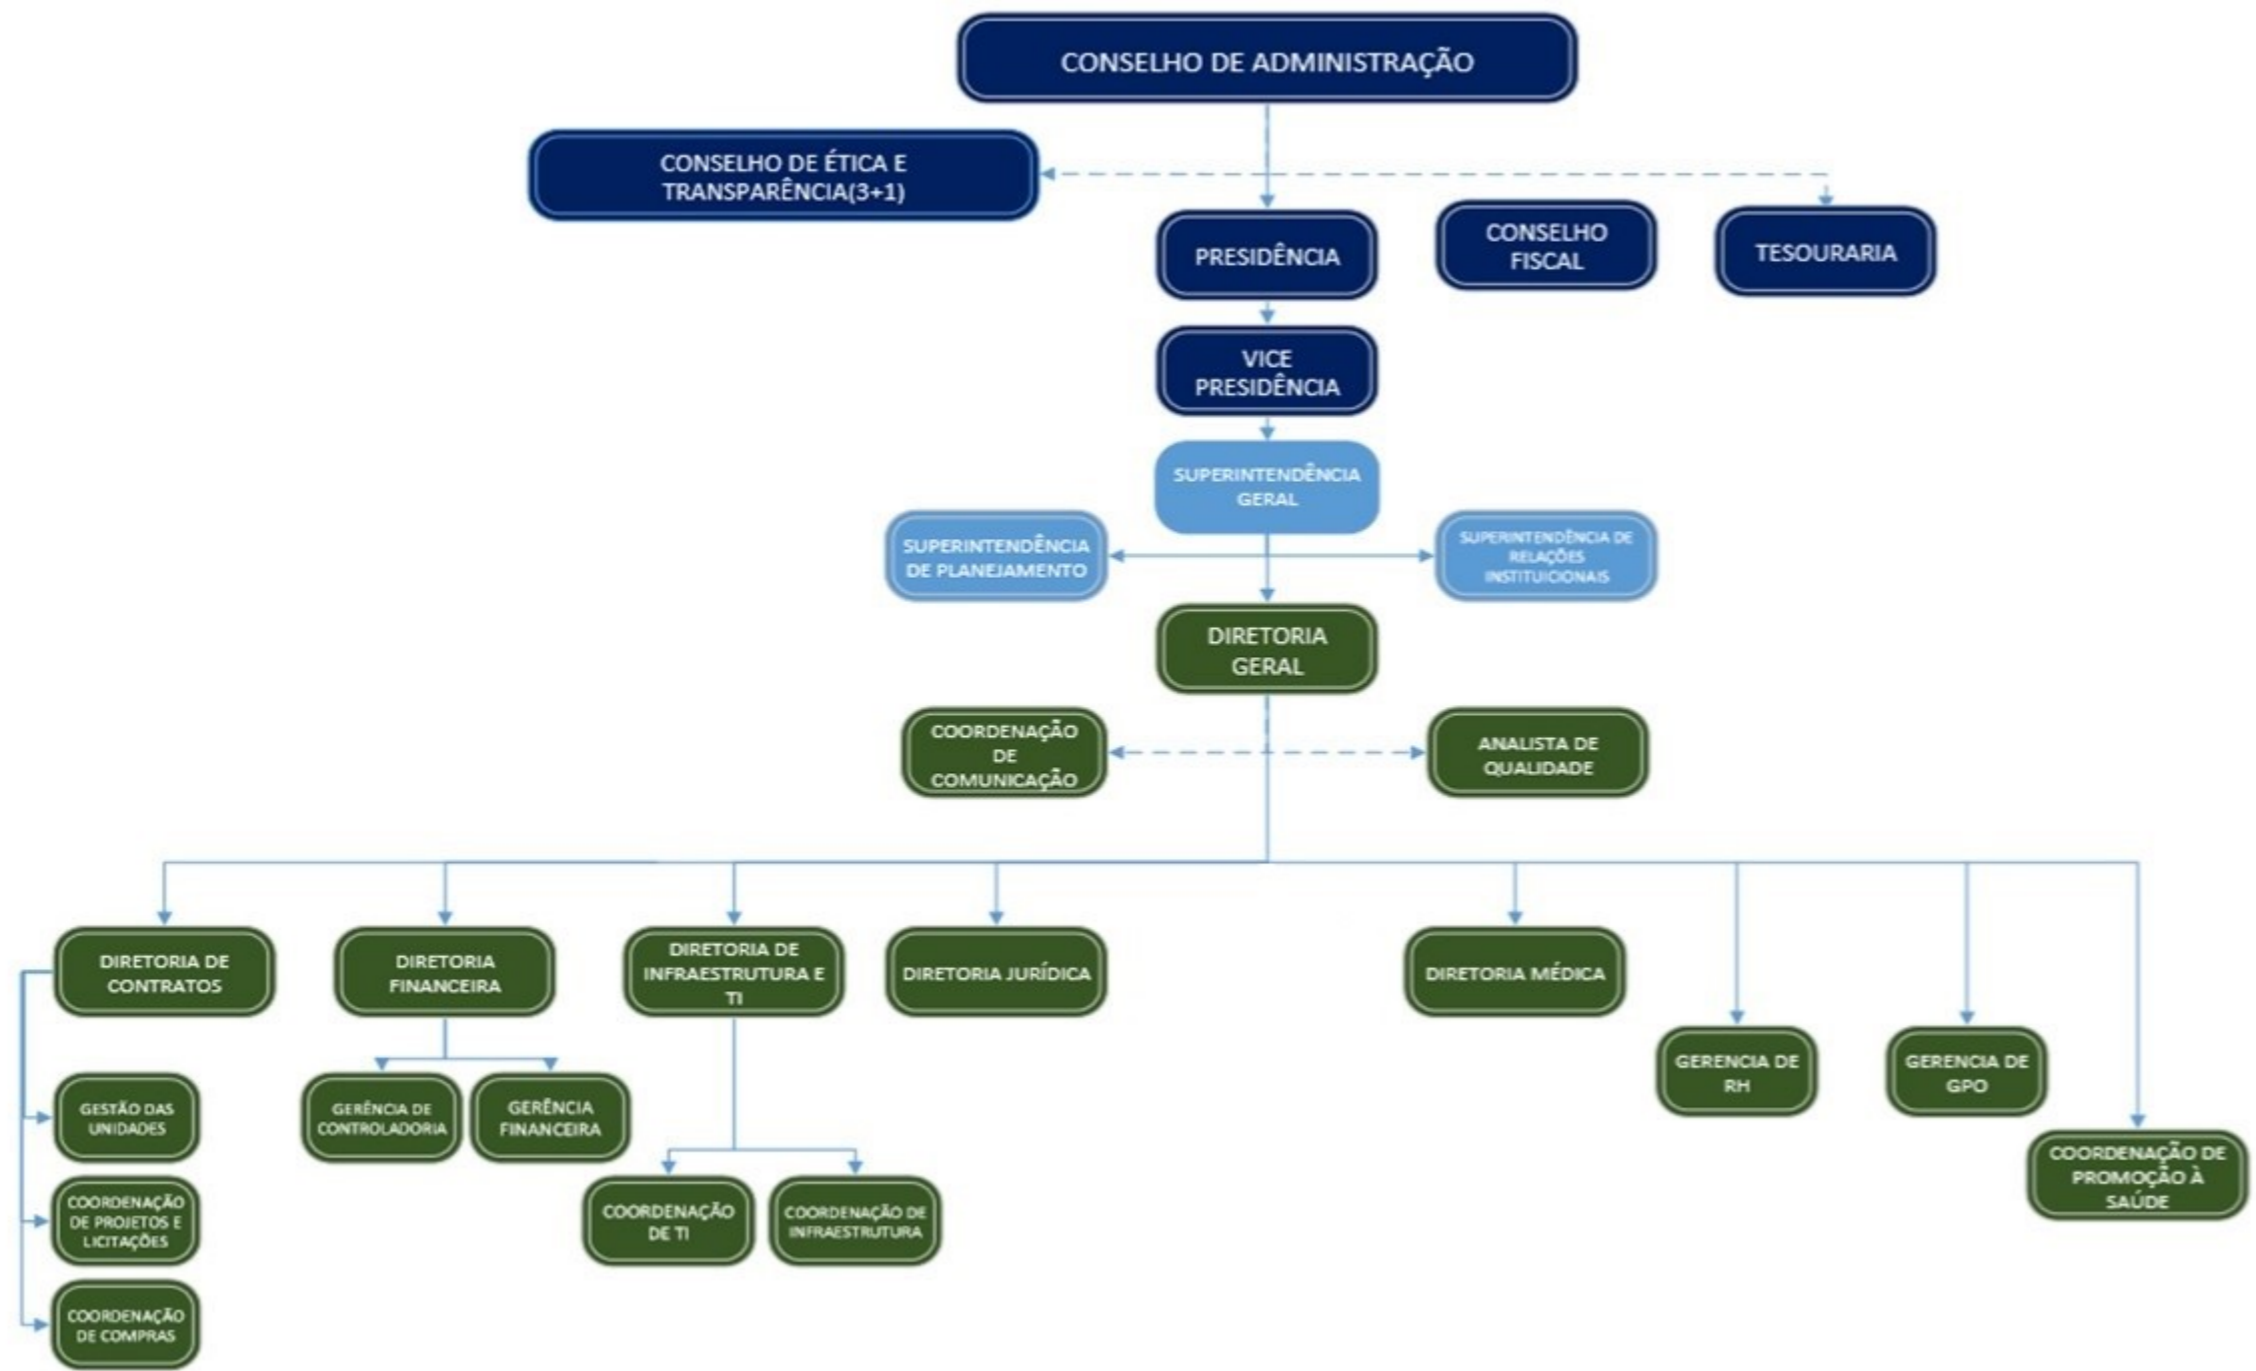 CONSELHO DE ADMINISTRAÇÃO
CONSELHO DE ÉTICA E
TRANSPARÊNCIA(3+1)
PRESIDÊNCIA
CONSELHO
FISCAL
TESOURARIA
VICE
PRESIDÊNCIA
SUPERINTENDÊNCIA
GERAL
SUPERINTENDÊNCIA
DE PLANEJAMENTO
SUPERINTENDÊNCIA DE
RELAÇÕES
INSTITUICIONAIS
DIRETORIA
GERAL
COORDENAÇÃO
DE
COMUNICAÇÃO
ANALISTA DE
QUALIDADE
DIRETORIA DE
CONTRATOS
DIRETORIA
FINANCEIRA
DIRETORIA DE
INFRAESTRUTURA E
TI
DIRETORIA JURÍDICA
DIRETORIA MÉDICA
GERENCIA DE
RH
GERENCIA DE
GPO
GESTÃO DAS
UNIDADES
GERÊNCIA DE
CONTROLADORIA
GERÊNCIA
FINANCEIRA
COORDENAÇÃO DE
PROMOÇÃO À
SAÚDE
COORDENAÇÃO
DE PROJETOS E
LICITAÇÕES
COORDENAÇÃO
DE TI
COORDENAÇÃO DE
INFRAESTRUTURA
COORDENAÇÃO
DE COMPRAS